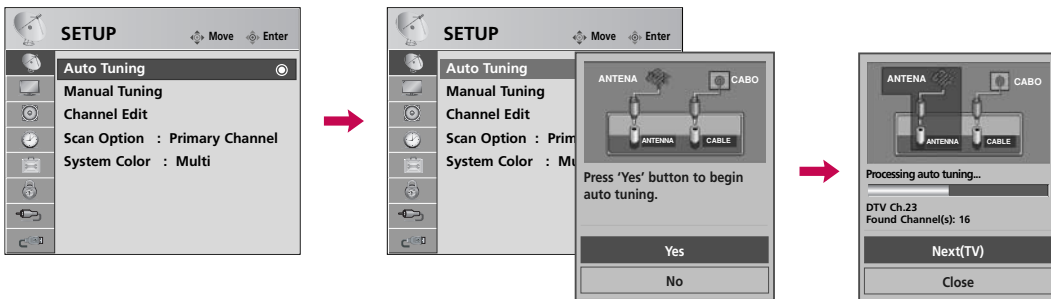 SETUP Move Enter
Auto Tuning
Manual Tuning
Channel Edit
Scan Option : Primary Channel
System Color : Multi
SETUP Move Enter
Auto Tuning
Manual Tuning
Channel Edit
Scan Option : Prim
System Color : Mu
ANTENA CABO
ANTENNA CABLE
Press ‘Yes’ button to begin
auto tuning.
Yes
No
ANTENA CABO
ANTENNA CABLE
Processing auto tuning...
DTV Ch.23
Found Channel(s): 16
Next(TV)
Close